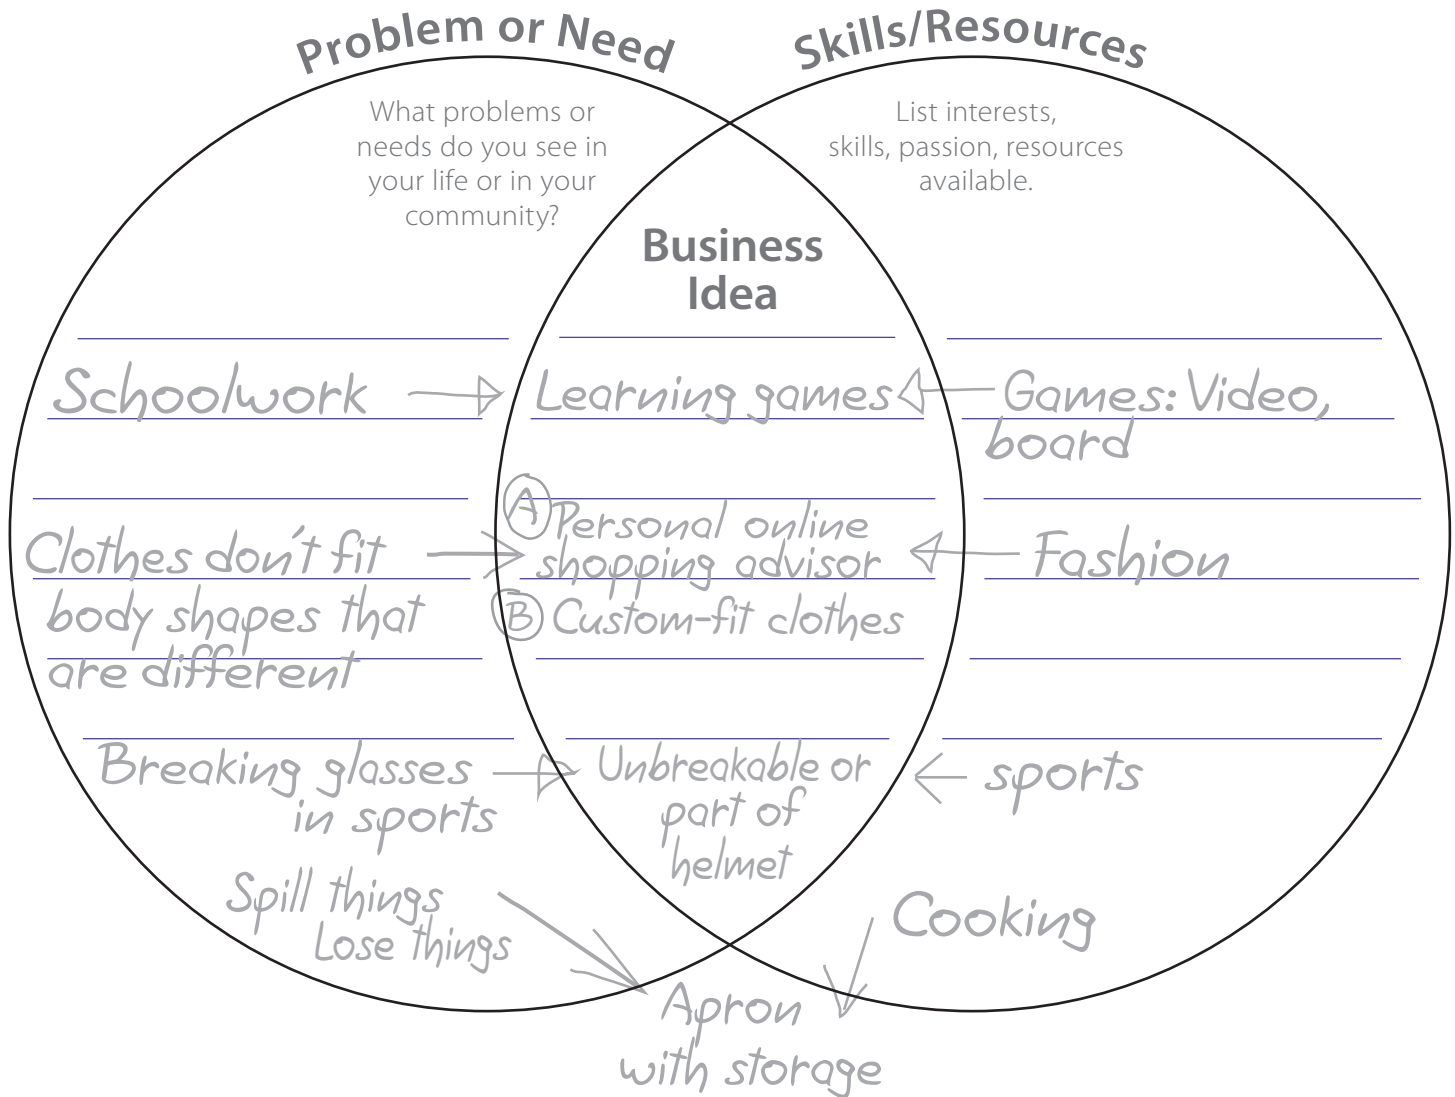 Problem or Need
Skills/Resources
What problems or
needs do you see in
your life or in your
community?
List interests,
skills, passion, resources
available.
Business
Idea
Schoolwork
Learning games
Games: Video,
board
Clothes don't fit
body shapes that
are different
A Personal online
shopping advisor
B Custom-fit clothes
Fashion
Breaking glasses
in sports
Unbreakable or
part of
helmet
sports
Spill things
Lose things
Cooking
Apron
with storage